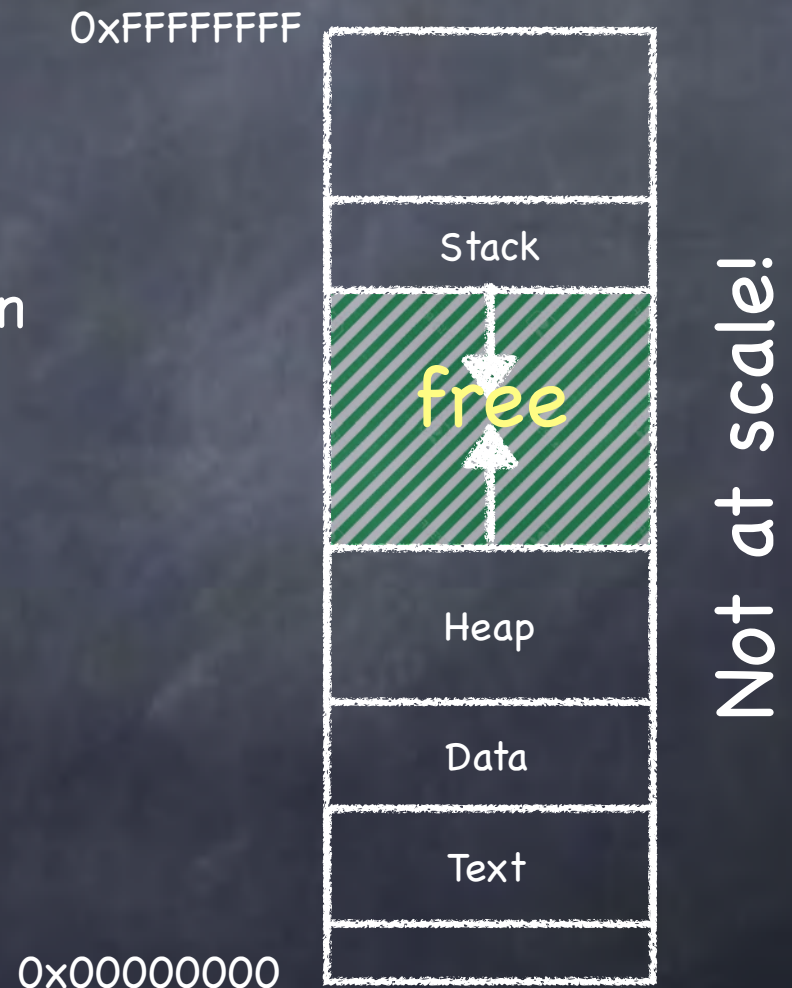 0xFFFFFFFF
Stack
n
free
Heap
Data
Text
0x00000000
Not at scale!